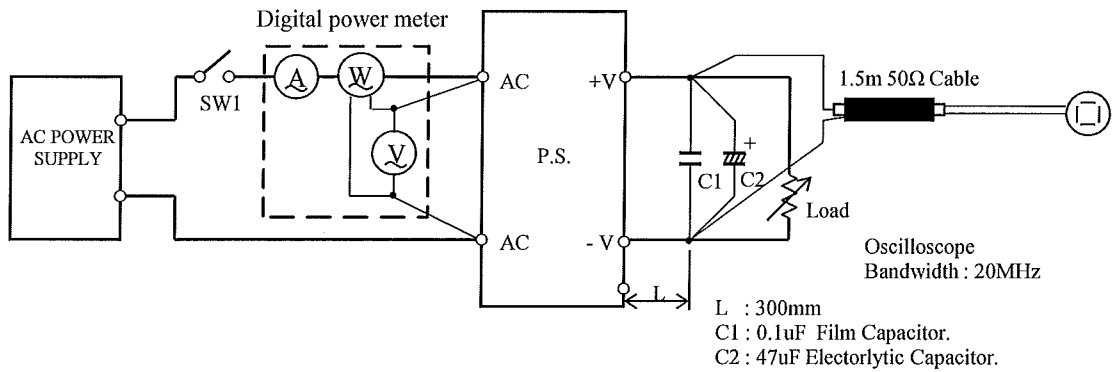 Digital power meter
AC POWER
SUPPLY
SW1
A
W
V
AC
AC
P.S.
+V
- V
C1
+
C2
Load
1.5m 50Ω Cable
Oscilloscope
Bandwidth : 20MHz
L
L : 300mm
C1 : 0.1uF Film Capacitor.
C2 : 47uF Electorlytic Capacitor.